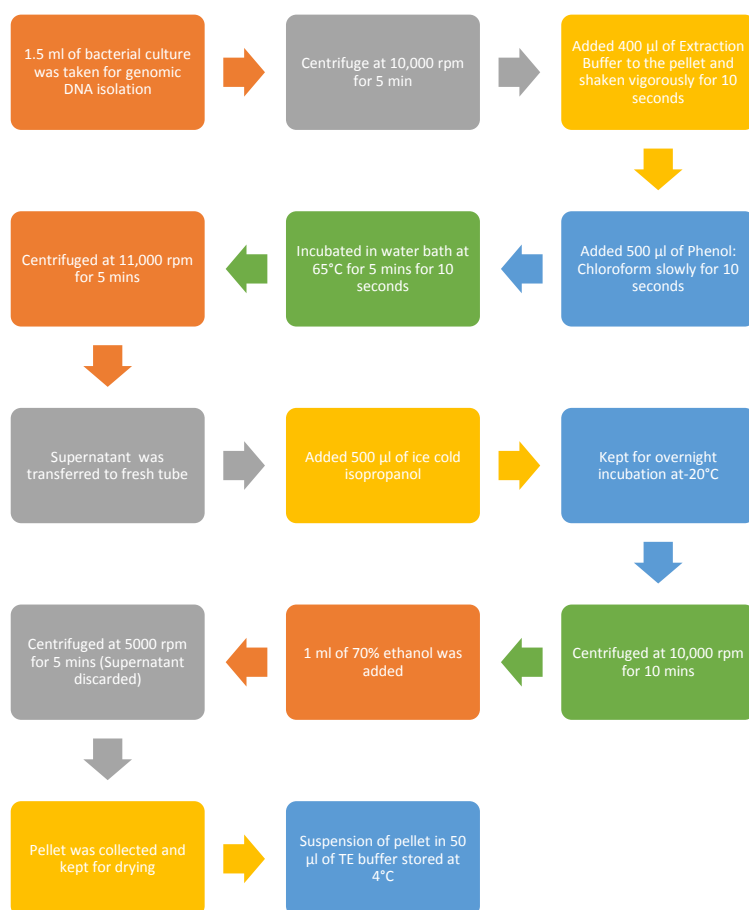 1.5 ml of bacterial culture
was taken for genomic
DNA isolation
Centrifuge at 10,000 rpm
for 5 min
Added 400 µl of Extraction
Buffer to the pellet and
shaken vigorously for 10
seconds
Added 500 µl of Phenol:
Chloroform slowly for 10
seconds
Incubated in water bath at
65°C for 5 mins for 10
seconds
Centrifuged at 11,000 rpm
for 5 mins
Supernatant was
transferred to fresh tube
Added 500 µl of ice cold
isopropanol
Kept for overnight
incubation at-20°C
Centrifuged at 10,000 rpm
for 10 mins
1 ml of 70% ethanol was
added
Centrifuged at 5000 rpm
for 5 mins (Supernatant
discarded)
Pellet was collected and
kept for drying
Suspension of pellet in 50
µl of TE buffer stored at
4°C